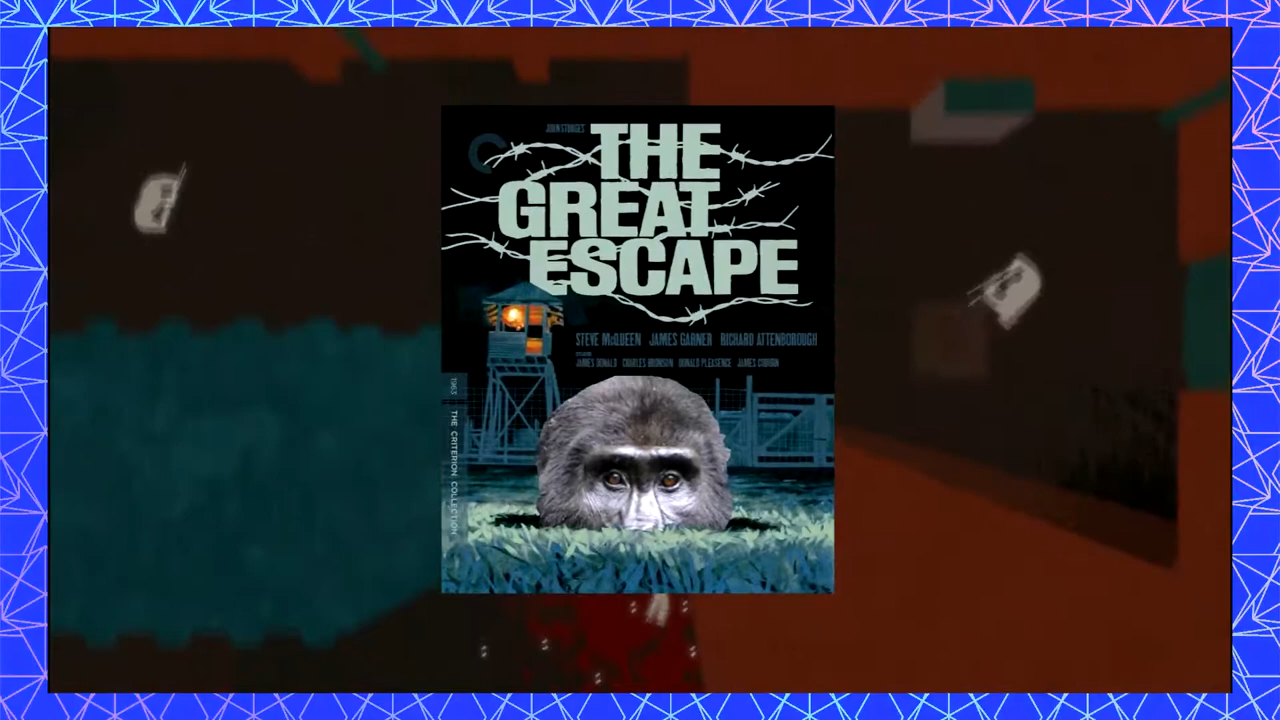 JOHN STURGES'
THE
GREAT
ESCAPE
STEVE McQUEEN JAMES GARNER RICHARD ATTENBOROUGH
JAMES DONALD CHARLES BRONSON DONALD PLEASENCE JAMES COBURN
1963
THE CRITERION COLLECTION